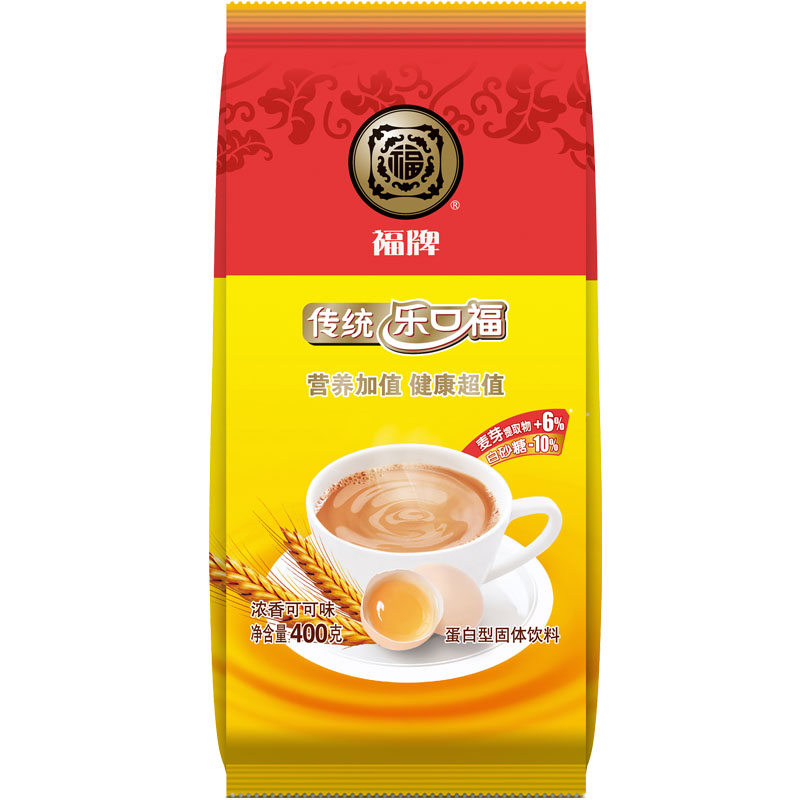 福
®
福牌
传统 乐口福
营养加值 健康超值
麦芽提取物+6%
白砂糖-10%
浓香可可味
净含量:400克
蛋白型固体饮料